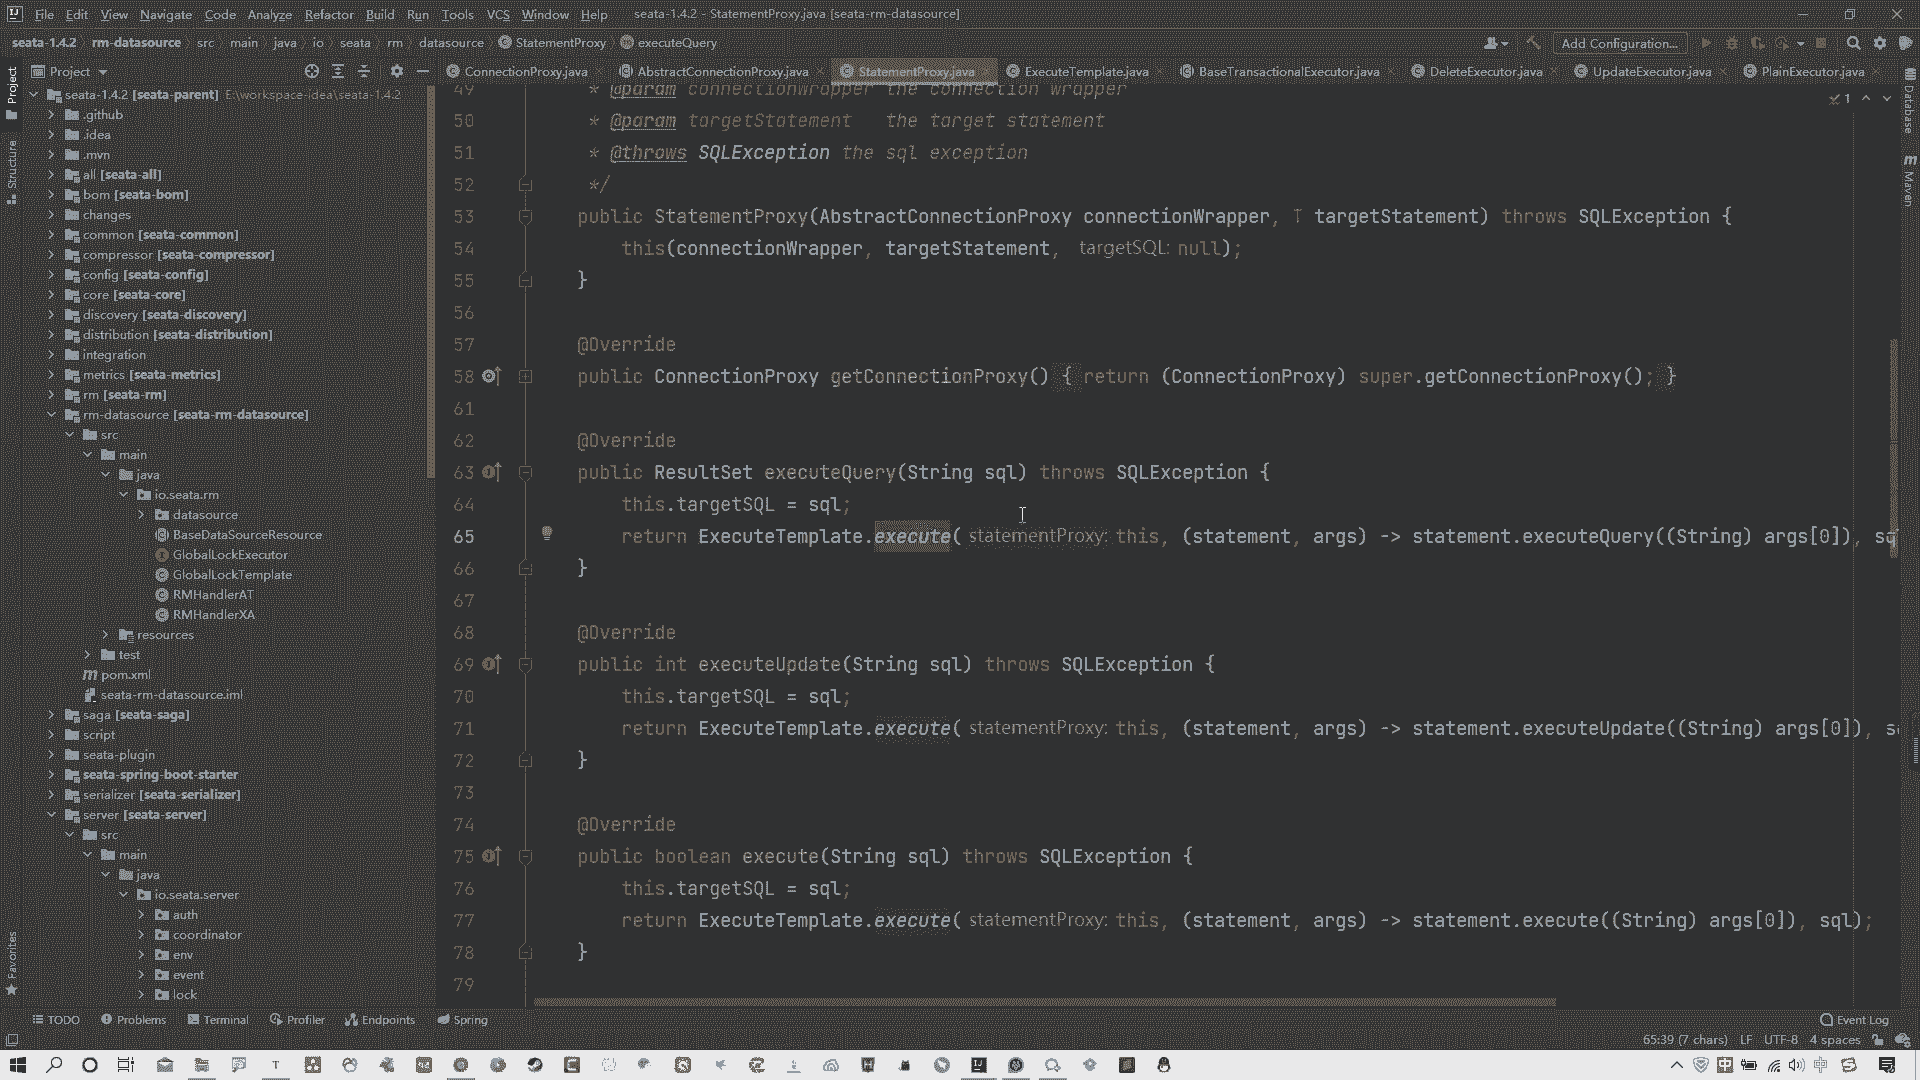 File Edit View Navigate Code Analyze Refactor Build Run Tools VCS Window Help seata-1.4.2 - StatementProxy.java [seata-rm-datasource]
seata-1.4.2 rm-datasource src main java io seata rm datasource StatementProxy executeQuery Add Configuration...
Project ConnectionProxy.java AbstractConnectionProxy.java StatementProxy.java ExecuteTemplate.java BaseTransactionalExecutor.java DeleteExecutor.java UpdateExecutor.java PlainExecutor.java
Project
Structure
Favorites
seata-1.4.2 [seata-parent] E:\workspace-idea\seata-1.4.2
.github
.idea
.mvn
all [seata-all]
bom [seata-bom]
changes
common [seata-common]
compressor [seata-compressor]
config [seata-config]
core [seata-core]
discovery [seata-discovery]
distribution [seata-distribution]
integration
metrics [seata-metrics]
rm [seata-rm]
rm-datasource [seata-rm-datasource]
src
main
java
io.seata.rm
datasource
BaseDataSourceResource
GlobalLockExecutor
GlobalLockTemplate
RMHandlerAT
RMHandlerXA
resources
test
pom.xml
seata-rm-datasource.iml
saga [seata-saga]
script
seata-plugin
seata-spring-boot-starter
serializer [seata-serializer]
server [seata-server]
src
main
java
io.seata.server
auth
coordinator
env
event
lock
49 * @param connectionWrapper the connection wrapper
50 * @param targetStatement the target statement
51 * @throws SQLException the sql exception
52 */
53 public StatementProxy(AbstractConnectionProxy connectionWrapper, T targetStatement) throws SQLException {
54 this(connectionWrapper, targetStatement, targetSQL: null);
55 }
56
57 @Override
58 public ConnectionProxy getConnectionProxy() { return (ConnectionProxy) super.getConnectionProxy(); }
61
62 @Override
63 public ResultSet executeQuery(String sql) throws SQLException {
64 this.targetSQL = sql;
65 return ExecuteTemplate.execute( statementProxy: this, (statement, args) -> statement.executeQuery((String) args[0]), sq
66 }
67
68 @Override
69 public int executeUpdate(String sql) throws SQLException {
70 this.targetSQL = sql;
71 return ExecuteTemplate.execute( statementProxy: this, (statement, args) -> statement.executeUpdate((String) args[0]), s
72 }
73
74 @Override
75 public boolean execute(String sql) throws SQLException {
76 this.targetSQL = sql;
77 return ExecuteTemplate.execute( statementProxy: this, (statement, args) -> statement.execute((String) args[0]), sql);
78 }
79
1
Database
Maven
TODO Problems Terminal Profiler Endpoints Spring Event Log
65:39 (7 chars) LF UTF-8 4 spaces
中